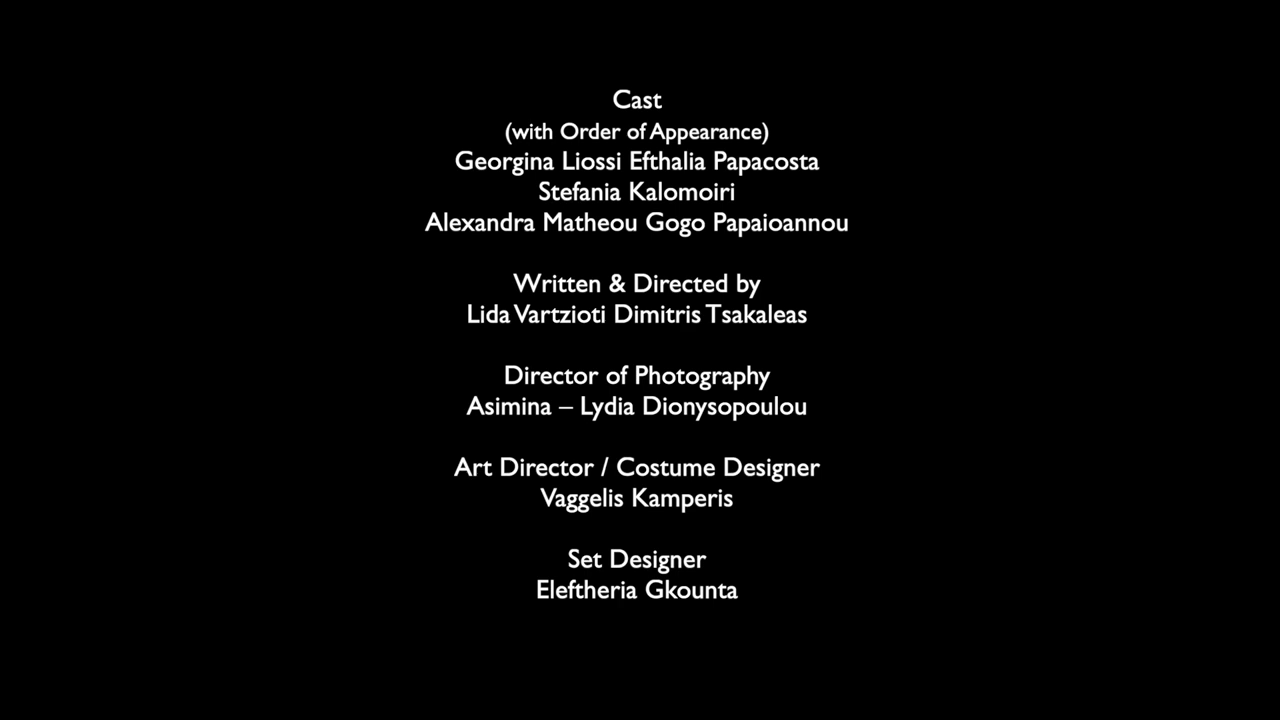 Cast
(with Order of Appearance)
Georgina Liossi Efthalia Papacosta
Stefania Kalomoiri
Alexandra Matheou Gogo Papaioannou
Written & Directed by
Lida Vartzioti Dimitris Tsakaleas
Director of Photography
Asimina – Lydia Dionysopoulou
Art Director / Costume Designer
Vaggelis Kamperis
Set Designer
Eleftheria Gkounta